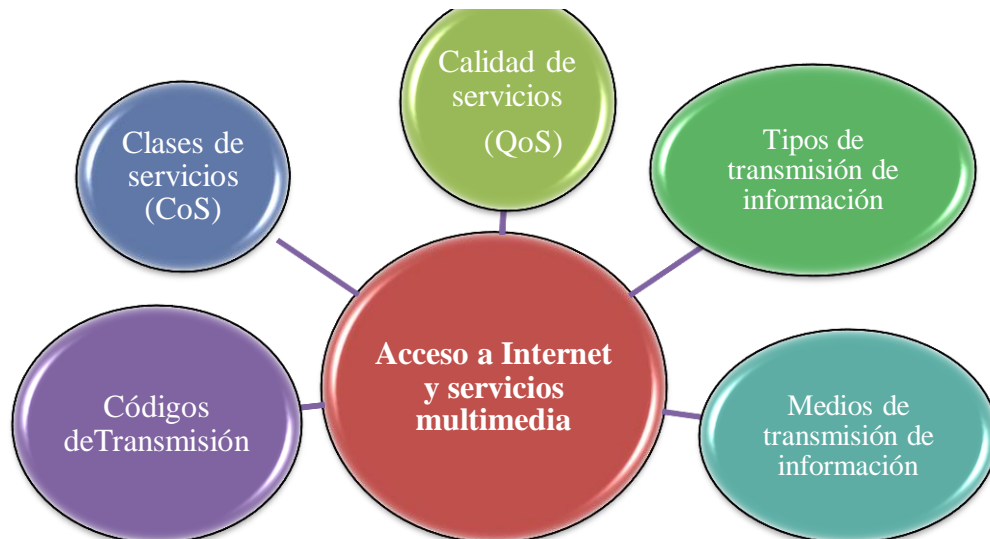 Calidad de
servicios
(QoS)
Clases de
servicios
(CoS)
Tipos de
transmisión de
información
Acceso a Internet
y servicios
multimedia
Códigos
deTransmisión
Medios de
transmisión de
información